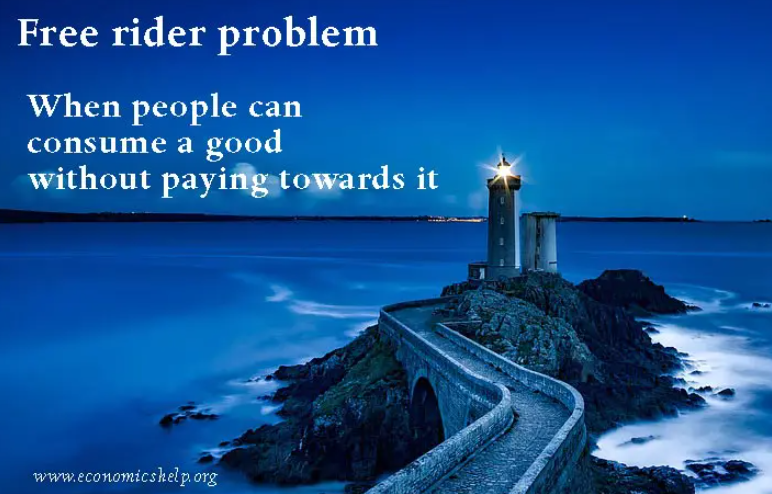 Free rider problem
When people can
consume a good
without paying towards it
www.economicshelp.org